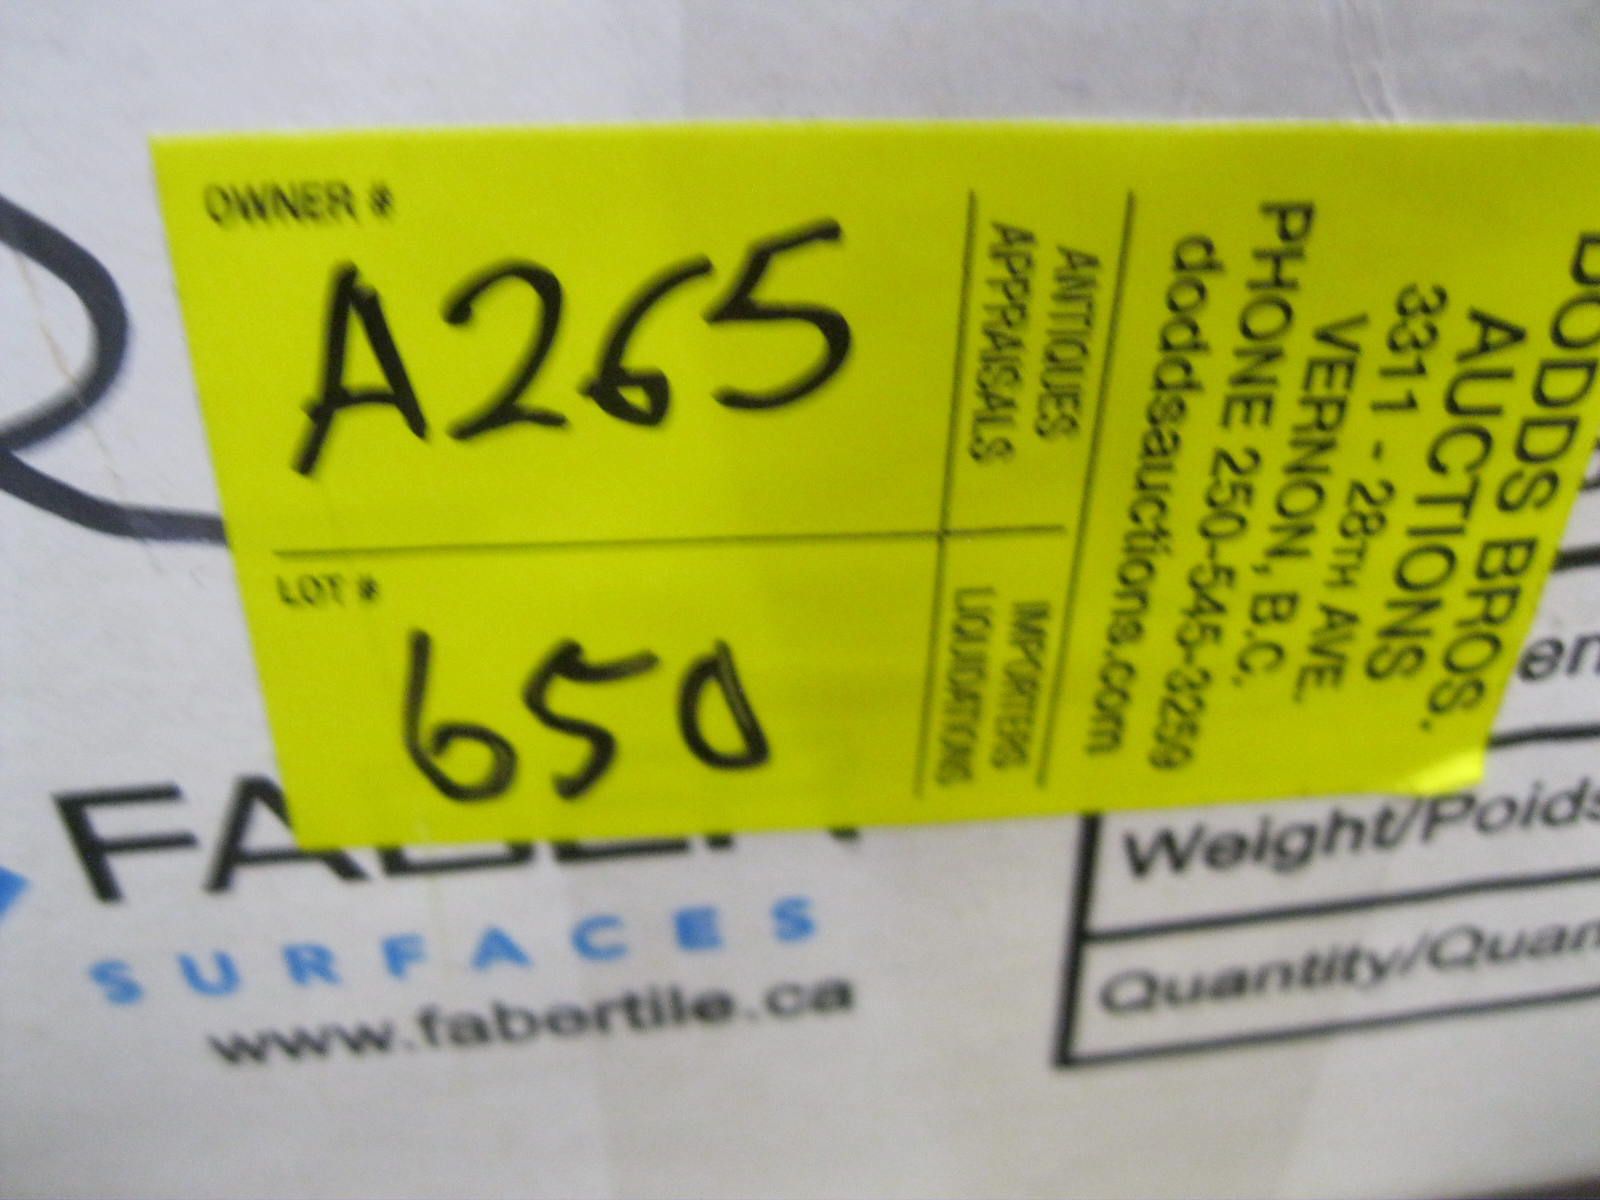 OWNER #
A265
LOT #
650
ANTIQUES
APPRAISALS
IMPORTERS
LIQUIDATIONS
DODDS BROS.
AUCTIONS
3311 - 28TH AVE.
VERNON, B.C.
PHONE 250-545-3259
doddsauctions.com
FABER
SURFACES
www.fabertile.ca
Weight/Poids
Quantity/Quan